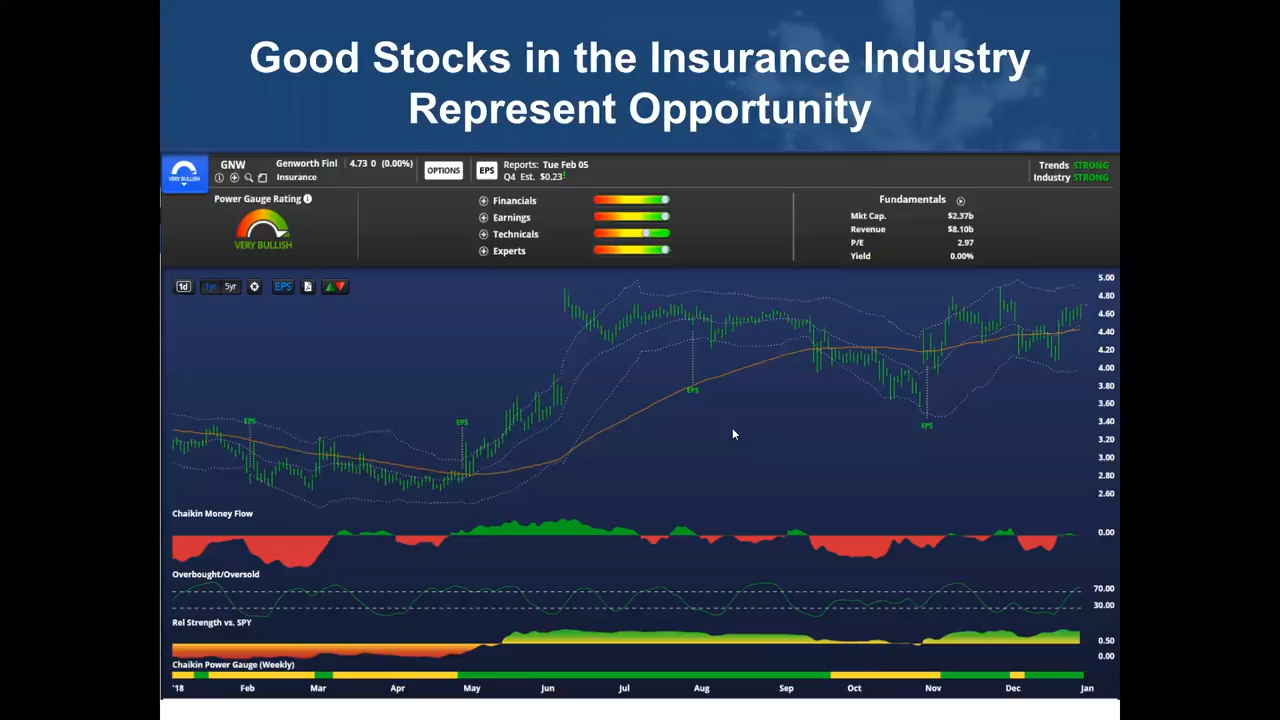 Good Stocks in the Insurance Industry
Represent Opportunity
VERY BULLISH
GNW
Genworth Finl 4.73 0 (0.00%)
Insurance
OPTIONS
EPS
Reports: Tue Feb 05
Q4 Est. $0.23
Trends STRONG
Industry STRONG
Power Gauge Rating
VERY BULLISH
Financials
Earnings
Technicals
Experts
Fundamentals
Mkt Cap. $2.37b
Revenue $8.10b
P/E 2.97
Yield 0.00%
1d 1yr 5yr EPS
5.00
4.80
4.60
4.40
4.20
4.00
3.80
3.60
3.40
3.20
3.00
2.80
2.60
EPS
EPS
EPS
EPS
Chaikin Money Flow
0.00
Overbought/Oversold
70.00
30.00
Rel Strength vs. SPY
0.50
0.00
Chaikin Power Gauge (Weekly)
'18 Feb Mar Apr May Jun Jul Aug Sep Oct Nov Dec Jan